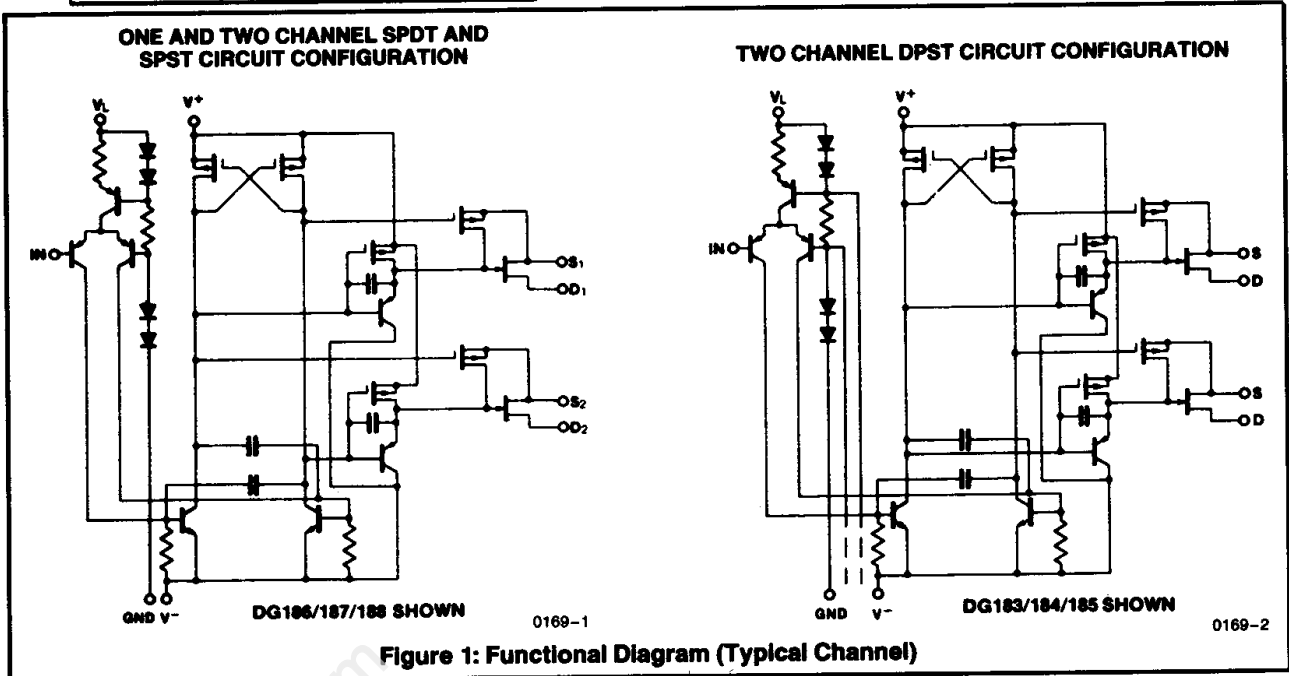 ONE AND TWO CHANNEL SPDT AND
SPST CIRCUIT CONFIGURATION
VL
V+
IN
S1
D1
S2
D2
GND
V-
DG186/187/188 SHOWN
0169-1
TWO CHANNEL DPST CIRCUIT CONFIGURATION
VL
V+
IN
S
D
S
D
GND
V-
DG183/184/185 SHOWN
0169-2
Figure 1: Functional Diagram (Typical Channel)